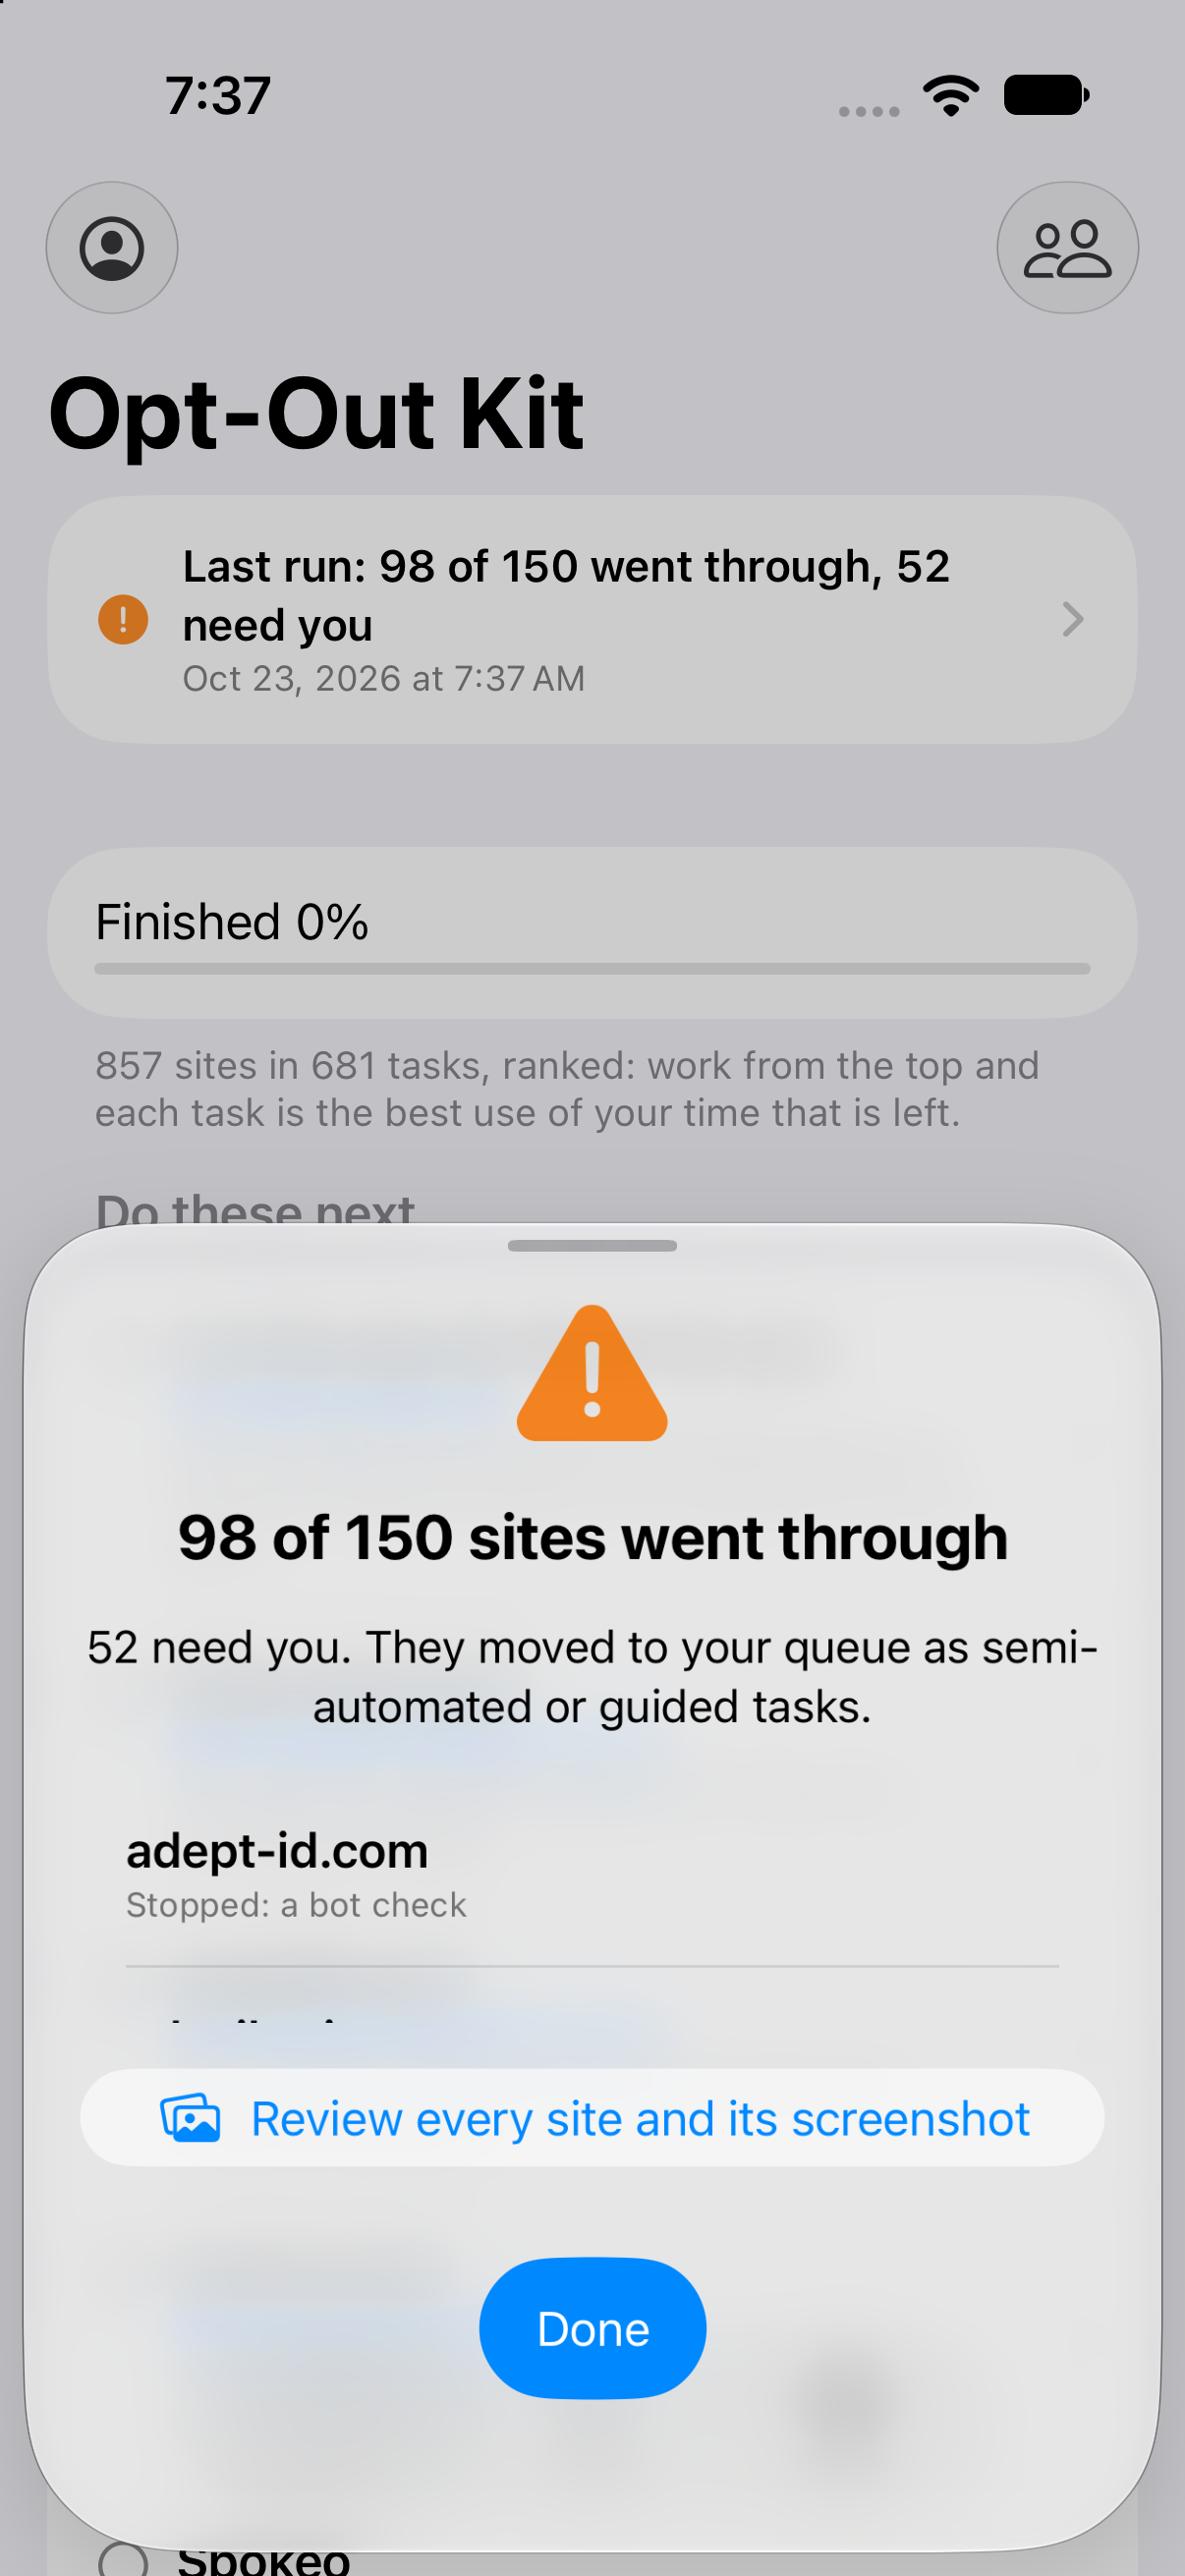 7:37
Opt-Out Kit
Last run: 98 of 150 went through, 52
need you
Oct 23, 2026 at 7:37 AM
Finished 0%
857 sites in 681 tasks, ranked: work from the top and
each task is the best use of your time that is left.
Do these next
98 of 150 sites went through
52 need you. They moved to your queue as semi-
automated or guided tasks.
adept-id.com
Stopped: a bot check
Review every site and its screenshot
Done
Spokeo